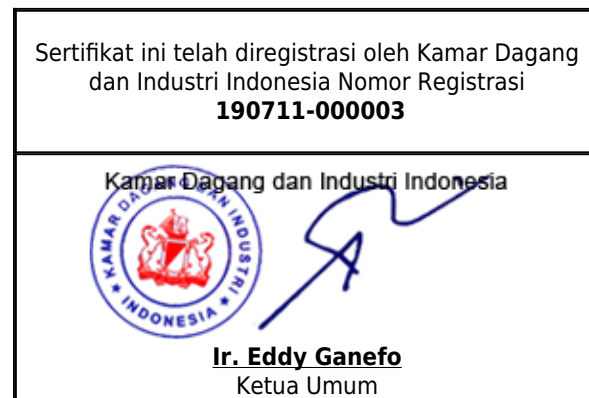 Sertifikat ini telah diregistrasi oleh Kamar Dagang
dan Industri Indonesia Nomor Registrasi
190711-000003
Kamar Dagang dan Industri Indonesia
KAMAR DAGANG DAN INDUSTRI
INDONESIA
Ir. Eddy Ganefo
Ketua Umum